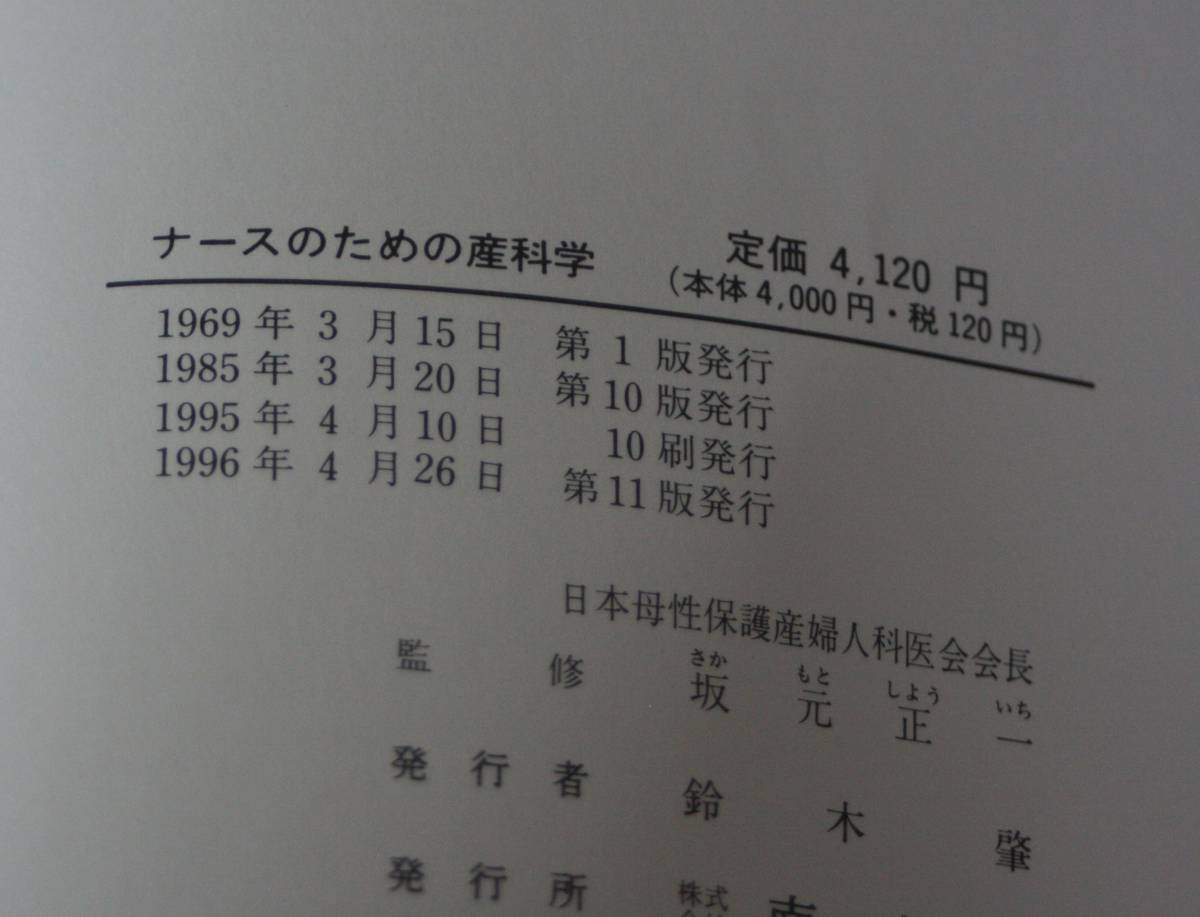 ナースのための産科学 定価 4,120 円
(本体 4,000 円・税 120 円)
1969 年 3 月 15 日 第 1 版発行
1985 年 3 月 20 日 第 10 版発行
1995 年 4 月 10 日 10 刷発行
1996 年 4 月 26 日 第 11 版発行
日本母性保護産婦人科医会会長
さか もと しよう いち
監 修 坂 元 正 一
発 行 者 鈴 木 肇
発 行 所 株式